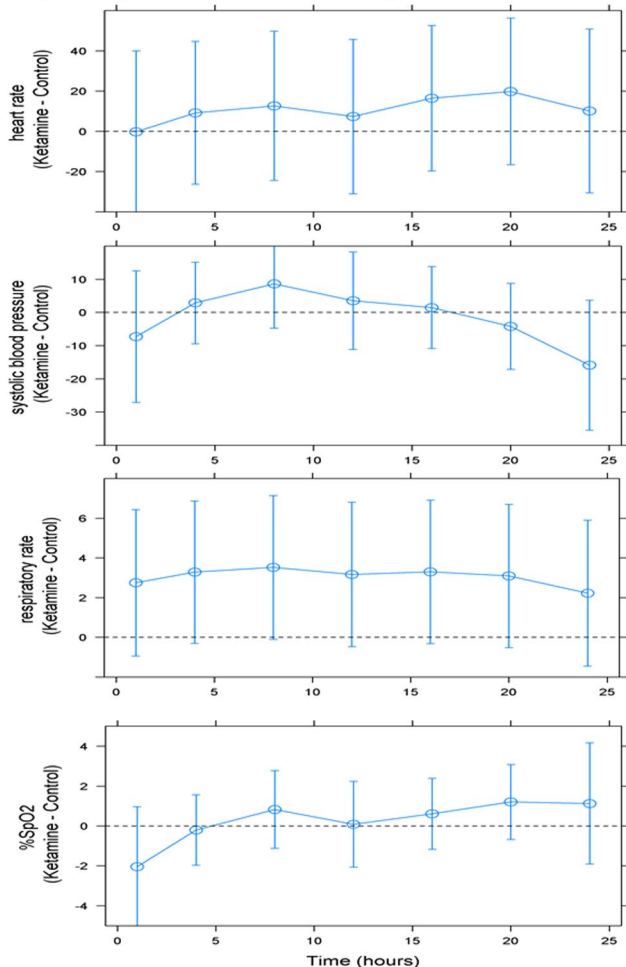 heart rate
(Ketamine - Control)
40
20
0
-20
0 5 10 15 20 25
systolic blood pressure
(Ketamine - Control)
10
0
-10
-20
-30
0 5 10 15 20 25
respiratory rate
(Ketamine - Control)
6
4
2
0
0 5 10 15 20 25
%SpO2
(Ketamine - Control)
4
2
0
-2
-4
0 5 10 15 20 25
Time (hours)